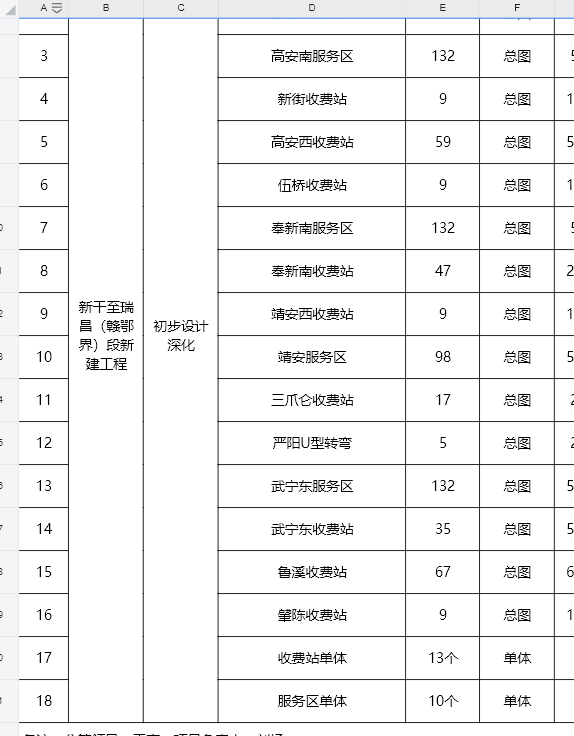 A B C D E F
3 高安南服务区 132 总图
4 新街收费站 9 总图 1
5 高安西收费站 59 总图 5
6 伍桥收费站 9 总图 1
7 奉新南服务区 132 总图
8 奉新南收费站 47 总图 2
9 靖安西收费站 9 总图 1
新干至瑞
昌（赣鄂
界）段新
建工程
初步设计
深化
10 靖安服务区 98 总图 5
11 三爪仑收费站 17 总图
12 严阳U型转弯 5 总图
13 武宁东服务区 132 总图 5
14 武宁东收费站 35 总图 5
15 鲁溪收费站 67 总图 6
16 肇陈收费站 9 总图 1
17 收费站单体 13个 单体
18 服务区单体 10个 单体